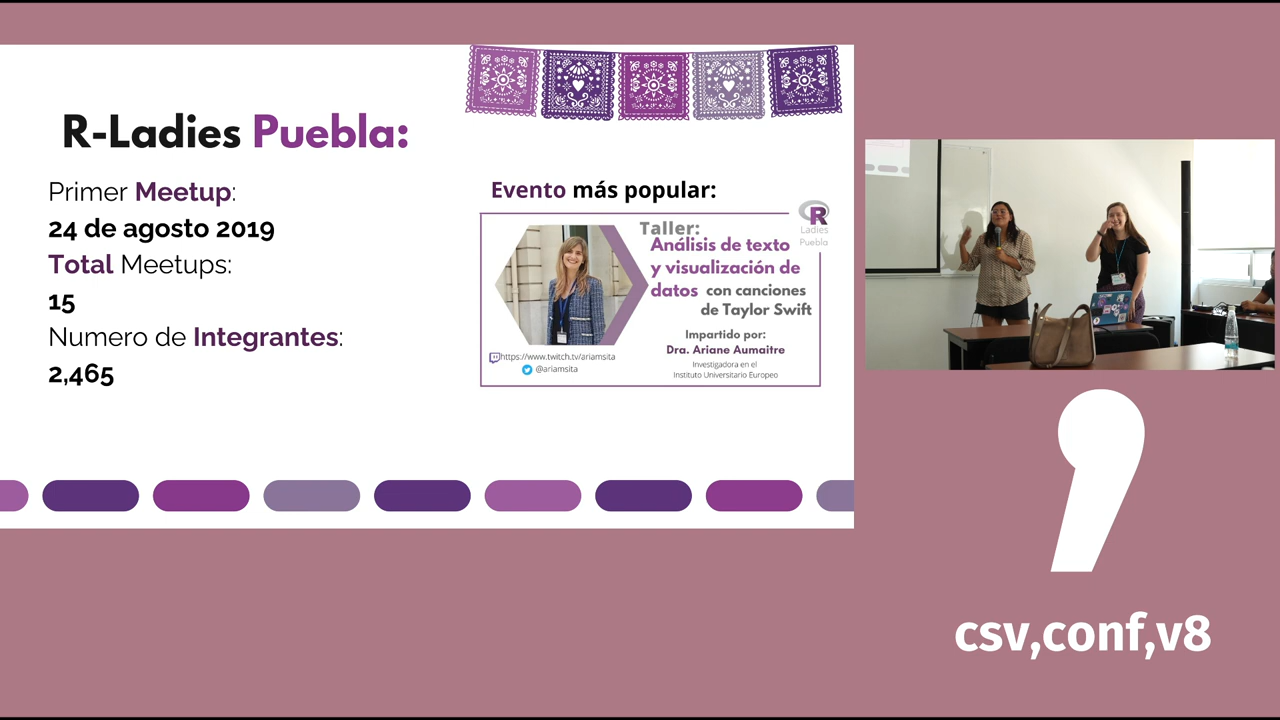 R-Ladies Puebla:
Primer Meetup:
24 de agosto 2019
Total Meetups:
15
Numero de Integrantes:
2,465
Evento más popular:
R
Ladies
Puebla
Taller:
Análisis de texto
y visualización de
datos con canciones
de Taylor Swift
Impartido por:
Dra. Ariane Aumaitre
Investigadora en el
Instituto Universitario Europeo
https://www.twitch.tv/ariamsita
@ariamsita
csv,conf,v8